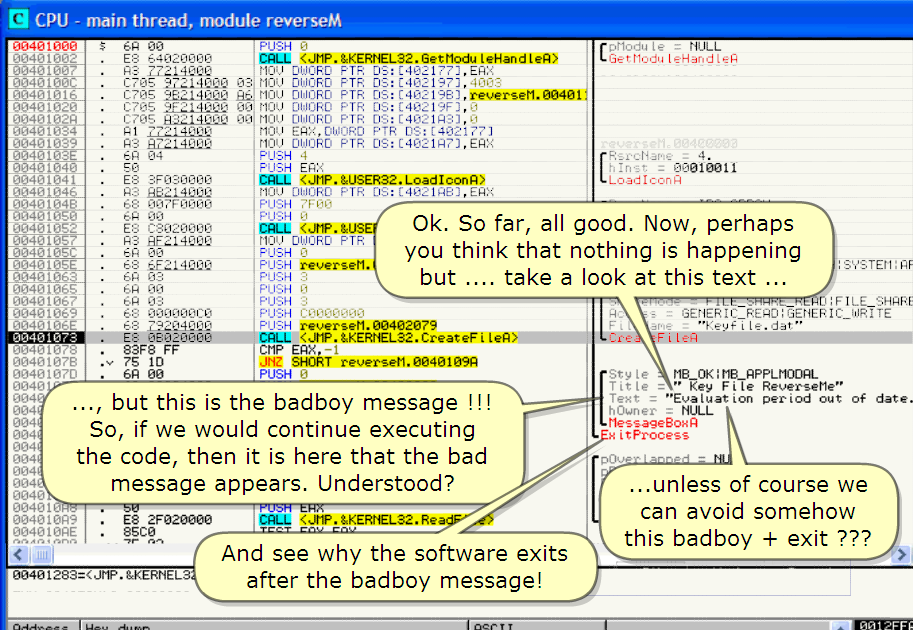 C CPU - main thread, module reverseM
00401000 $ 6A 00 PUSH 0 pModule = NULL
00401002 . E8 64020000 CALL <JMP.&KERNEL32.GetModuleHandleA> GetModuleHandleA
00401007 . A3 77214000 MOV DWORD PTR DS:[402177],EAX
0040100C . C705 97214000 03 MOV DWORD PTR DS:[402197],4003
00401016 . C705 9B214000 A6 MOV DWORD PTR DS:[40219B],reverseM.00401
00401020 . C705 9F214000 00 MOV DWORD PTR DS:[40219F],0
0040102A . C705 A3214000 00 MOV DWORD PTR DS:[4021A3],0
00401034 . A1 77214000 MOV EAX,DWORD PTR DS:[402177]
00401039 . A3 A7214000 MOV DWORD PTR DS:[4021A7],EAX reverseM.00400000
0040103E . 6A 04 PUSH 4 RsrcName = 4.
00401040 . 50 PUSH EAX hInst = 00010011
00401041 . E8 3F030000 CALL <JMP.&USER32.LoadIconA> LoadIconA
00401046 . A3 AB214000 MOV DWORD PTR DS:[4021AB],EAX
0040104B . 68 007F0000 PUSH 7F00
00401050 . 6A 00 PUSH 0
00401052 . E8 C8020000 CALL <JMP.&USER
00401057 . A3 AF214000 MOV DWORD PTR
0040105C . 6A 00 PUSH 0
0040105E . 68 6F214000 PUSH reverseM.
00401063 . 6A 03 PUSH 3
00401065 . 6A 00 PUSH 0
00401067 . 6A 03 PUSH 3 = FILE_SHARE_READ|FILE_SHARE
00401069 . 68 000000C0 PUSH C0000000 = GENERIC_READ|GENERIC_WRITE
0040106E . 68 79204000 PUSH reverseM.00402079 = "Keyfile.dat"
00401073 . E8 0B020000 CALL <JMP.&KERNEL32.CreateFileA> CreateFileA
00401078 . 83F8 FF CMP EAX,-1
0040107B .v 75 1D JNZ SHORT reverseM.0040109A
0040107D . 6A 00 PUSH 0 Style = MB_OK|MB_APPLMODAL
Title = " Key File ReverseMe"
Text = "Evaluation period out of date.
hOwner = NULL
MessageBoxA
ExitProcess
pOverlapped =
50 PUSH EAX
004010A9 . E8 2F020000 CALL <JMP.&KERNEL32.ReadFile>
004010AE . 85C0 TEST EAX,EAX
Ok. So far, all good. Now, perhaps
you think that nothing is happening
but .... take a look at this text ...
..., but this is the badboy message !!!
So, if we would continue executing
the code, then it is here that the bad
message appears. Understood?
...unless of course we
can avoid somehow
this badboy + exit ???
And see why the software exits
after the badboy message!
00401283=<JMP.&KERNEL32
Address Hex dump ASCII